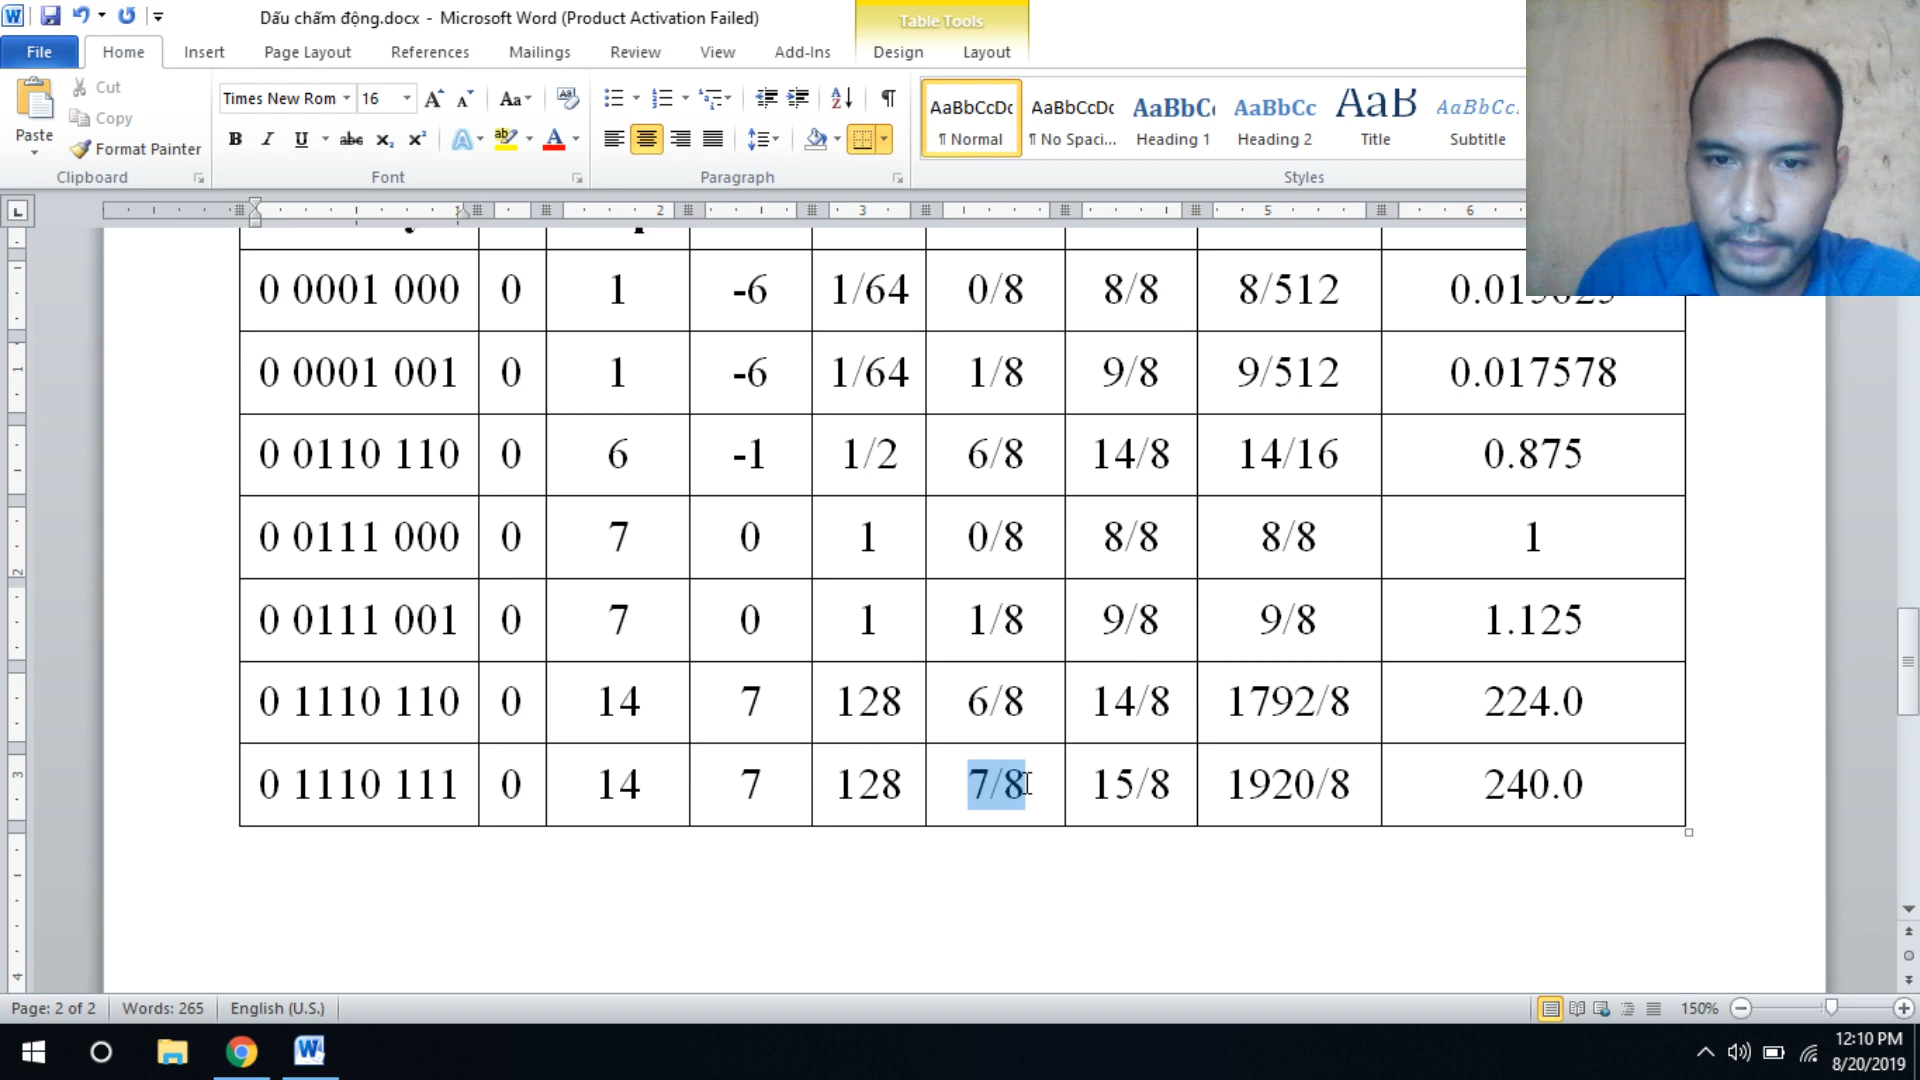 Dấu chấm động.docx - Microsoft Word (Product Activation Failed)
Table Tools
File Home Insert Page Layout References Mailings Review View Add-Ins Design Layout
Cut
Copy
Format Painter
Paste
Clipboard
Times New Rom 16
Font
Paragraph
AaBbCcDc AaBbCcDc AaBbC AaBbCc AaB AaBbCc.
¶ Normal ¶ No Spaci... Heading 1 Heading 2 Title Subtitle
Styles
0 0001 000 0 1 -6 1/64 0/8 8/8 8/512 0.015625
0 0001 001 0 1 -6 1/64 1/8 9/8 9/512 0.017578
0 0110 110 0 6 -1 1/2 6/8 14/8 14/16 0.875
0 0111 000 0 7 0 1 0/8 8/8 8/8 1
0 0111 001 0 7 0 1 1/8 9/8 9/8 1.125
0 1110 110 0 14 7 128 6/8 14/8 1792/8 224.0
0 1110 111 0 14 7 128 7/8 15/8 1920/8 240.0
Page: 2 of 2 Words: 265 English (U.S.) 150%
12:10 PM
8/20/2019